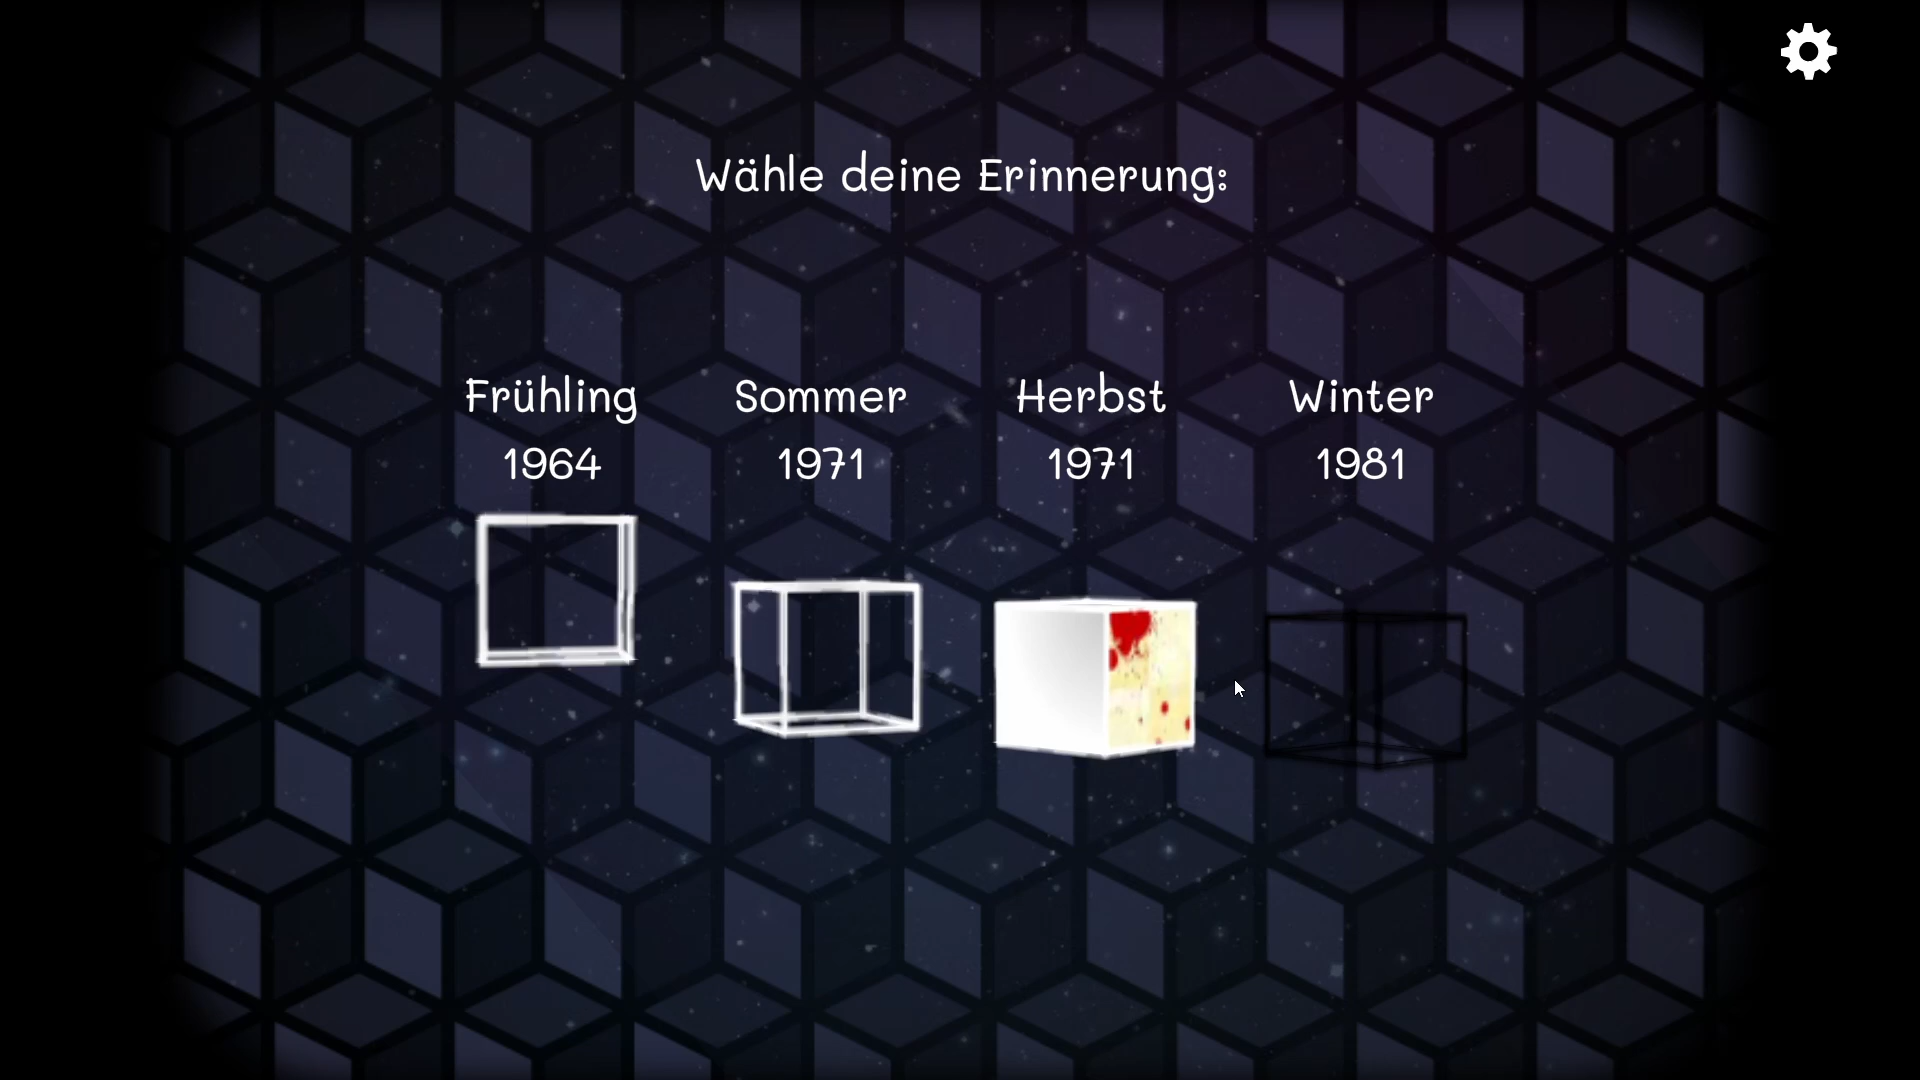 Wähle deine Erinnerung:
Frühling Sommer Herbst Winter
1964 1971 1971 1981